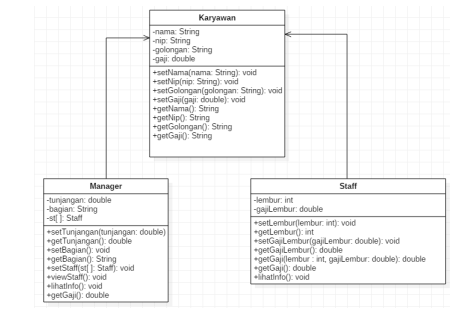 Karyawan
-nama: String
-nip: String
-golongan: String
-gaji: double
+setNama(nama: String): void
+setNip(nip: String): void
+setGolongan(golongan: String): void
+setGaji(gaji: double): void
+getNama(): String
+getNip(): String
+getGolongan(): String
+getGaji(): String
Manager
-tunjangan: double
-bagian: String
-st[ ]: Staff
+setTunjangan(tunjangan: double)
+getTunjangan(): double
+setBagian(): void
+getBagian(): String
+setStaff(st[ ]: Staff): void
+viewStaff(): void
+lihatInfo(): void
+getGaji(): double
Staff
-lembur: int
-gajiLembur: double
+setLembur(lembur: int): void
+getLembur(): int
+setGajiLembur(gajiLembur: double): void
+getGajiLembur(): double
+getGaji(lembur : int, gajiLembur: double): double
+getGaji(): double
+lihatInfo(): void